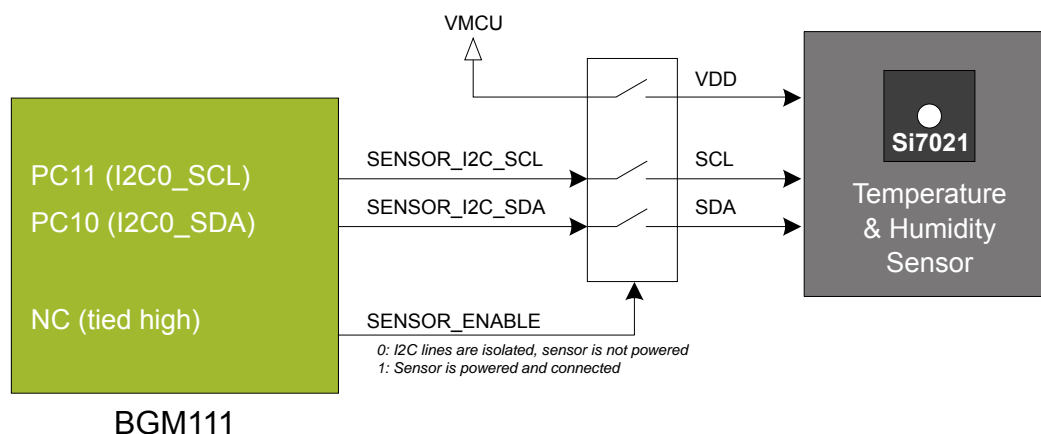 VMCU
VDD
Si7021
PC11 (I2C0_SCL)
SENSOR_I2C_SCL
SCL
PC10 (I2C0_SDA)
SENSOR_I2C_SDA
SDA
Temperature
& Humidity
Sensor
NC (tied high)
SENSOR_ENABLE
0: I2C lines are isolated, sensor is not powered
1: Sensor is powered and connected
BGM111